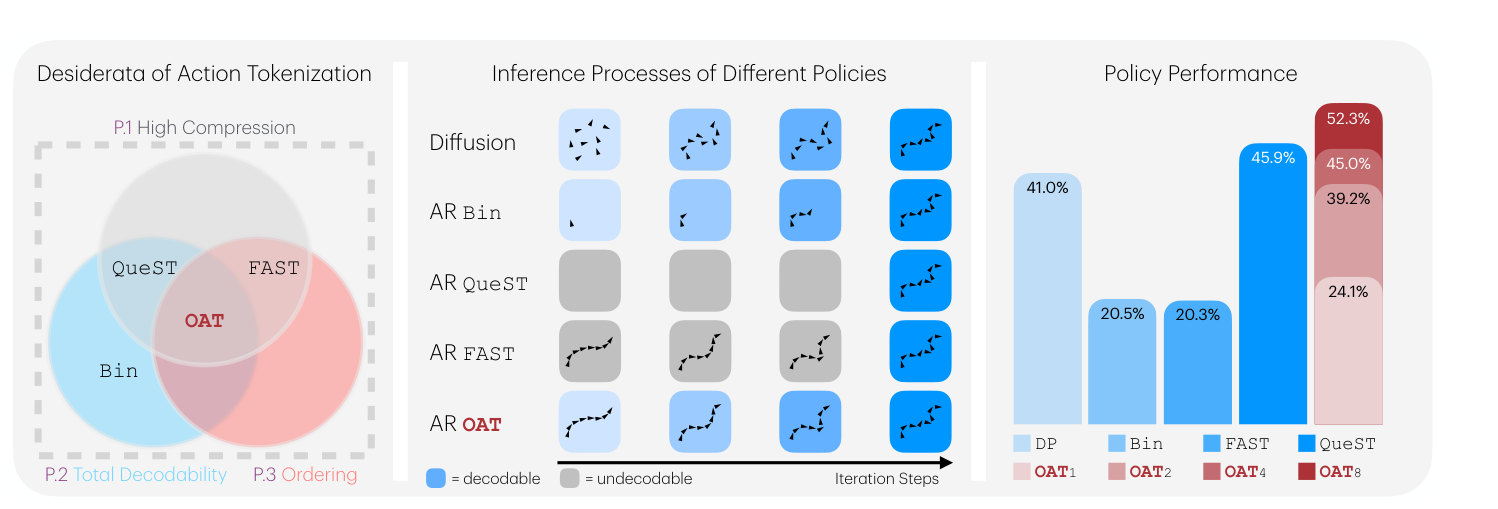 Desiderata of Action Tokenization
P.1 High Compression
QueST
FAST
OAT
Bin
P.2 Total Decodability
P.3 Ordering
Inference Processes of Different Policies
Diffusion
AR Bin
AR QueST
AR FAST
AR OAT
= decodable
= undecodable
Iteration Steps
Policy Performance
41.0%
20.5%
20.3%
45.9%
52.3%
45.0%
39.2%
24.1%
DP
Bin
FAST
QueST
OAT1
OAT2
OAT4
OAT8